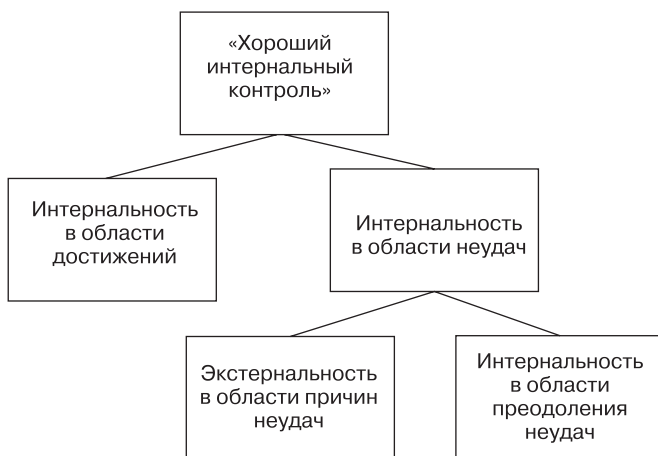 «Хороший
интернальный
контроль»
Интернальность
в области
достижений
Интернальность
в области неудач
Экстернальность
в области причин
неудач
Интернальность
в области
преодоления
неудач